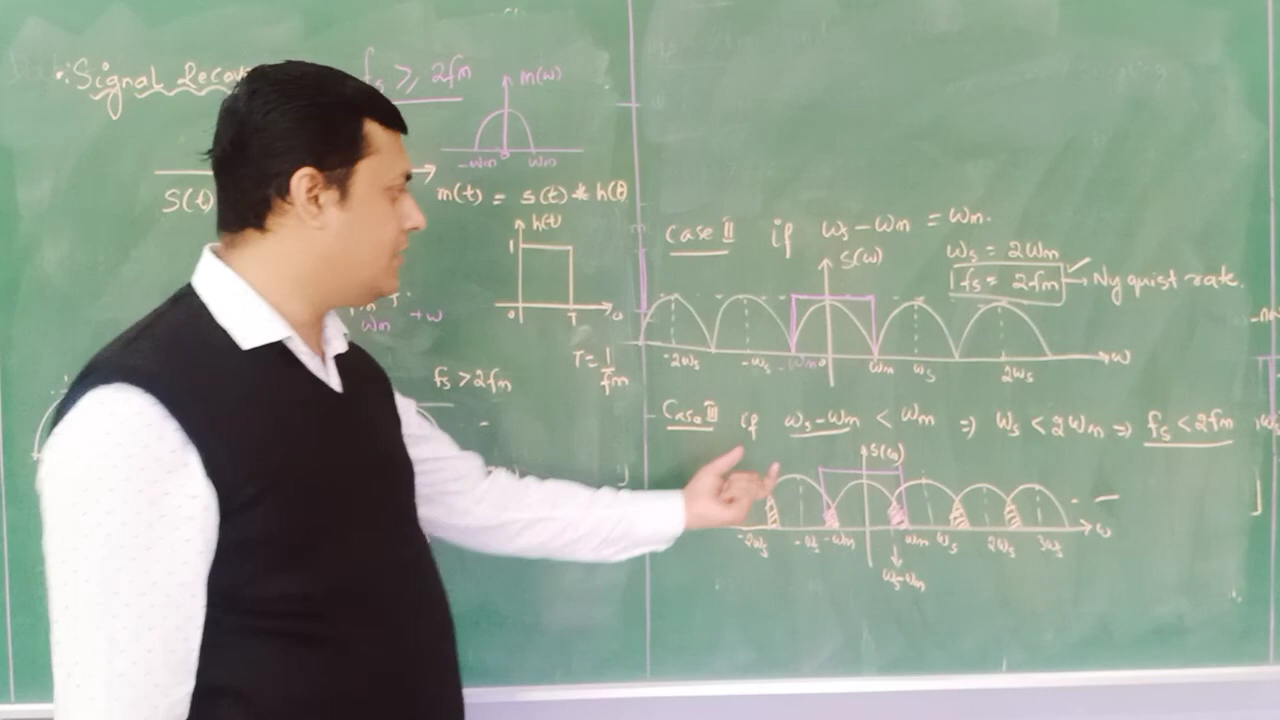 Signal
fs ≥ 2fm
m(ω)
-ωm 0 ωm
S(t)
m(t) = s(t) * h(t)
h(t)
1
0 T
T = 1/fm
ωm +ω
fs > 2fm
Case II if ωs - ωm = ωm.
ωs = 2ωm
fs = 2fm → Nyquist rate.
S(ω)
-2ωs -ωs -ωm 0 ωm ωs 2ωs ω
Case III if ωs - ωm < ωm ⇒ ωs < 2ωm ⇒ fs < 2fm
S(ω)
-2ωs -ωs -ωm ωm ωs 2ωs 3ωs ω
ωs-ωm